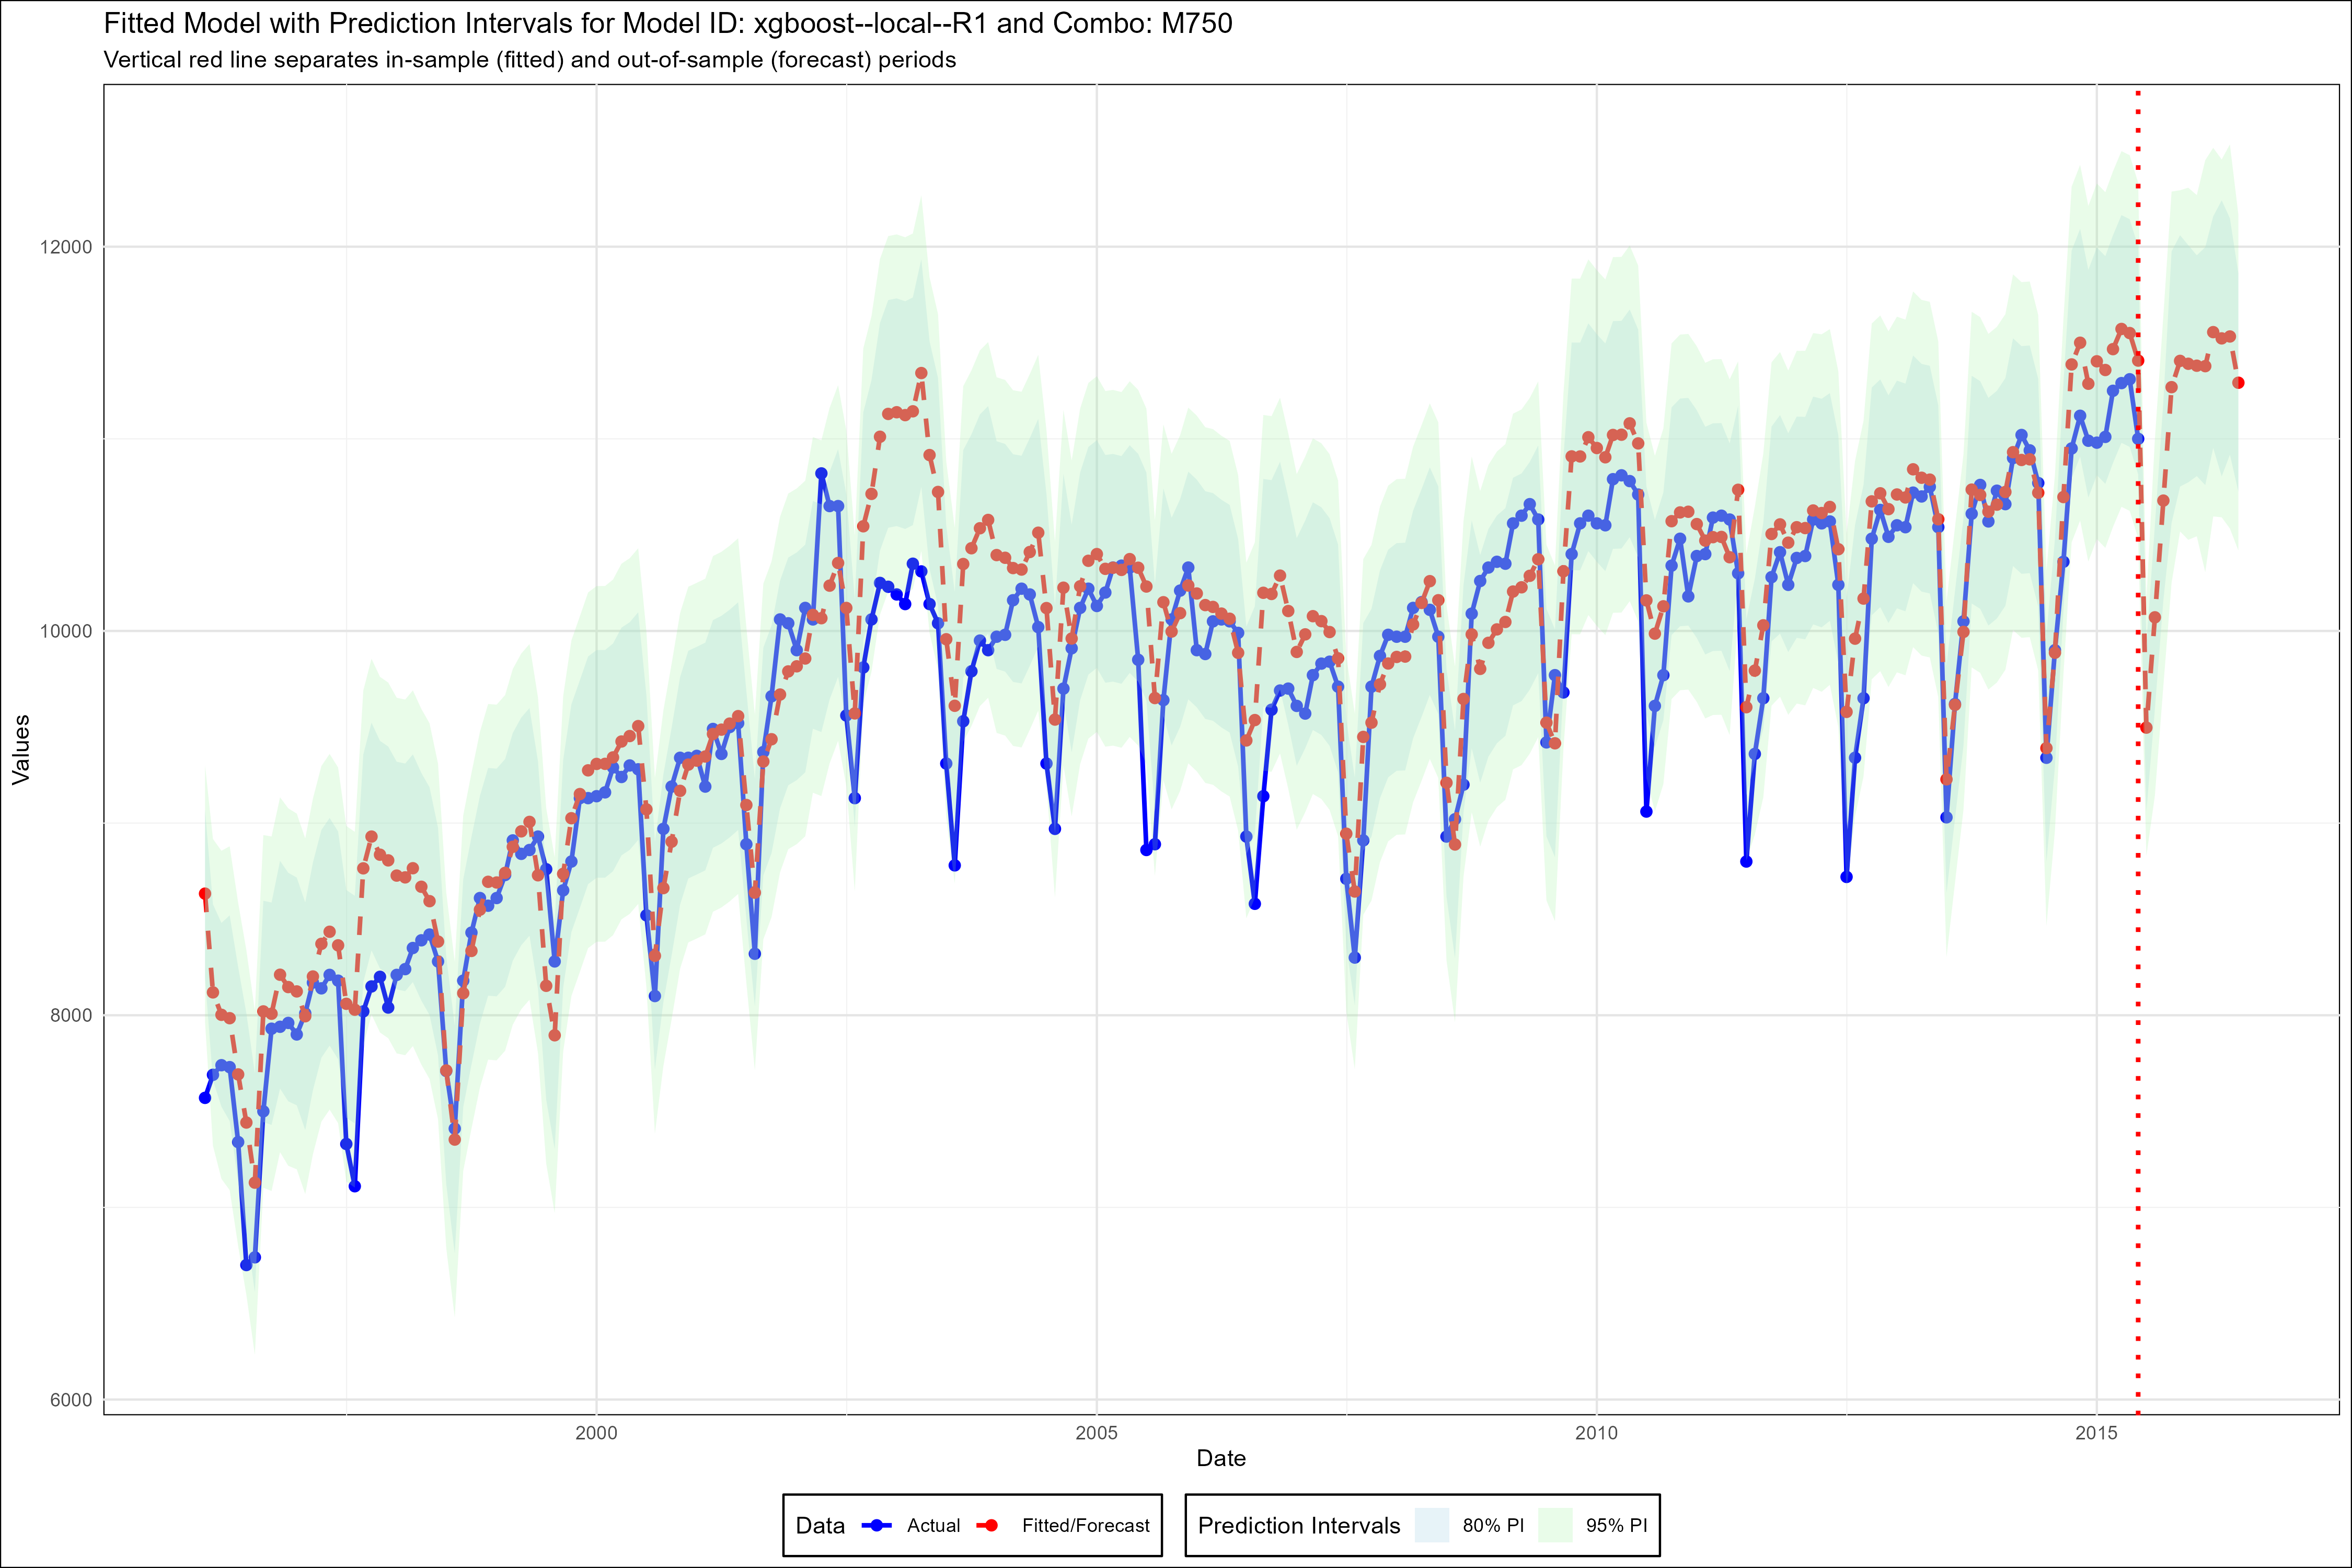 Fitted Model with Prediction Intervals for Model ID: xgboost--local--R1 and Combo: M750
Vertical red line separates in-sample (fitted) and out-of-sample (forecast) periods
Values
12000
10000
8000
6000
2000
2005
2010
2015
Date
Data
Actual
Fitted/Forecast
Prediction Intervals
80% PI
95% PI